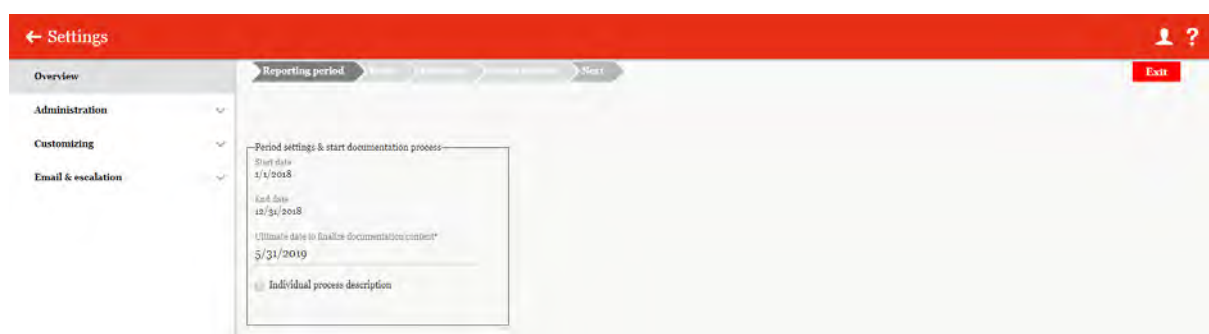 Settings
?
Overview
Administration
Customizing
Email & escalation
Reporting period
Next
Exit
Period settings & start documentation process
Start date
1/1/2018
End date
12/31/2018
Ultimate date to finalize documentation content*
5/31/2019
Individual process description